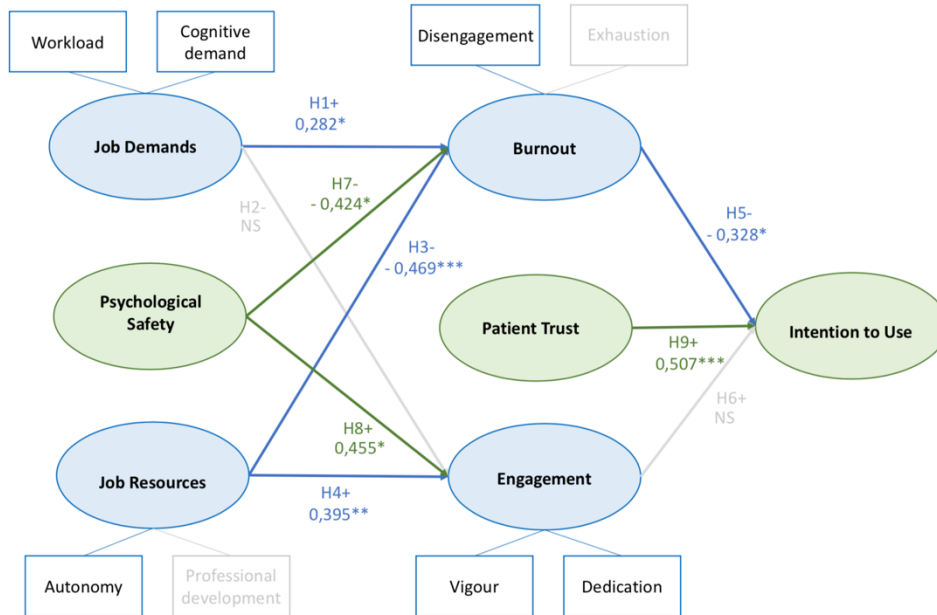 Workload
Cognitive
demand
Disengagement
Exhaustion
H1+
0,282*
Job Demands
Burnout
H7-
- 0,424*
H2-
NS
H3-
- 0,469***
H5-
- 0,328*
Psychological
Safety
Patient Trust
Intention to Use
H9+
0,507***
H6+
NS
H8+
0,455*
Job Resources
Engagement
H4+
0,395**
Autonomy
Professional
development
Vigour
Dedication